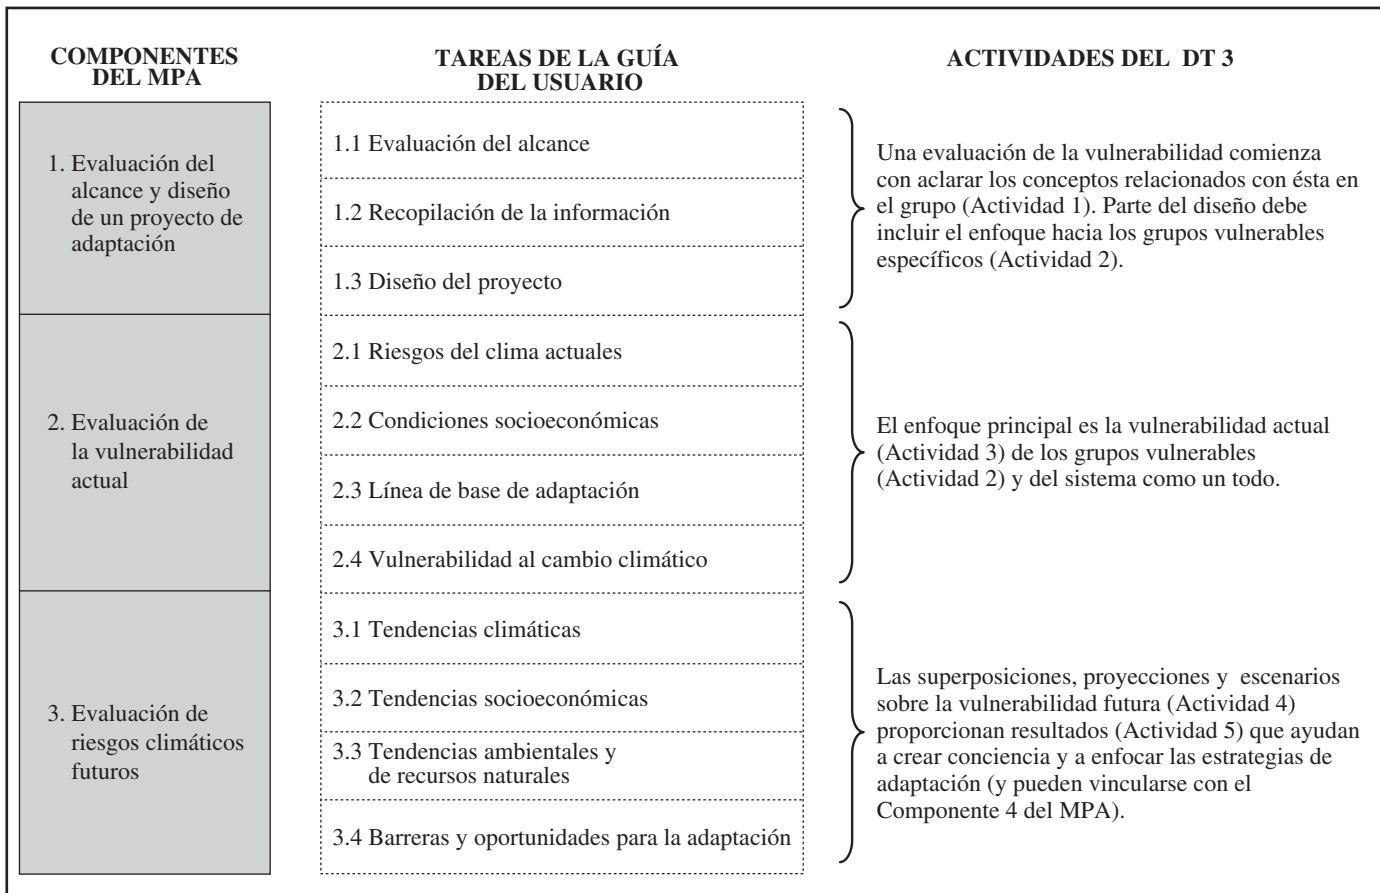 COMPONENTES
DEL MPA
TAREAS DE LA GUÍA
DEL USUARIO
ACTIVIDADES DEL DT 3
1. Evaluación del
alcance y diseño
de un proyecto de
adaptación
1.1 Evaluación del alcance
1.2 Recopilación de la información
1.3 Diseño del proyecto
Una evaluación de la vulnerabilidad comienza
con aclarar los conceptos relacionados con ésta en
el grupo (Actividad 1). Parte del diseño debe
incluir el enfoque hacia los grupos vulnerables
específicos (Actividad 2).
2. Evaluación de
la vulnerabilidad
actual
2.1 Riesgos del clima actuales
2.2 Condiciones socioeconómicas
2.3 Línea de base de adaptación
2.4 Vulnerabilidad al cambio climático
El enfoque principal es la vulnerabilidad actual
(Actividad 3) de los grupos vulnerables
(Actividad 2) y del sistema como un todo.
3. Evaluación de
riesgos climáticos
futuros
3.1 Tendencias climáticas
3.2 Tendencias socioeconómicas
3.3 Tendencias ambientales y
de recursos naturales
3.4 Barreras y oportunidades para la adaptación
Las superposiciones, proyecciones y escenarios
sobre la vulnerabilidad futura (Actividad 4)
proporcionan resultados (Actividad 5) que ayudan
a crear conciencia y a enfocar las estrategias de
adaptación (y pueden vincularse con el
Componente 4 del MPA).